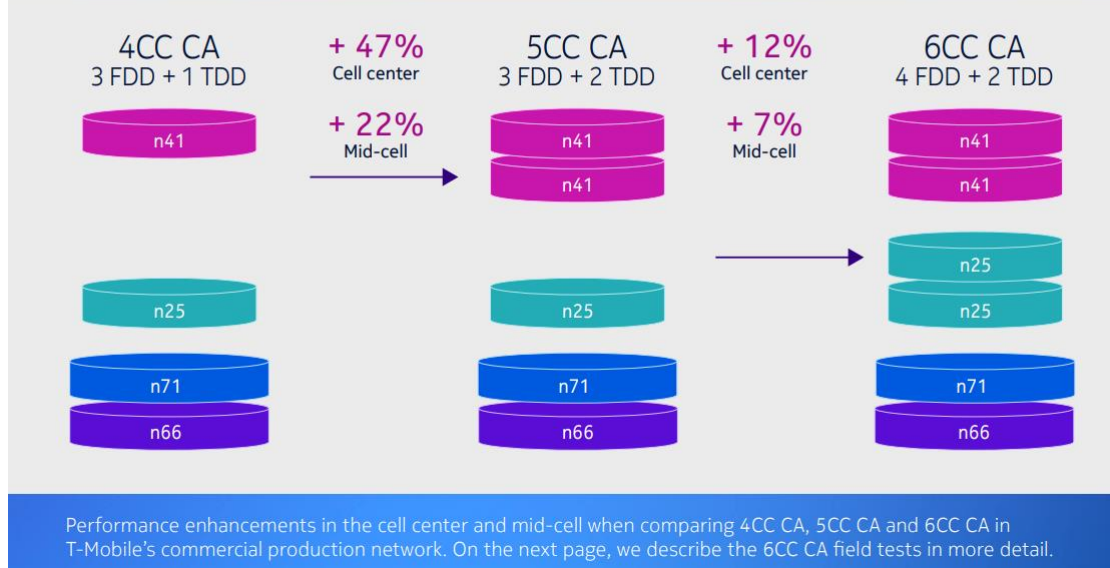 4CC CA
3 FDD + 1 TDD
+ 47%
Cell center
+ 22%
Mid-cell
5CC CA
3 FDD + 2 TDD
+ 12%
Cell center
+ 7%
Mid-cell
6CC CA
4 FDD + 2 TDD
n41
n25
n71
n66
n41
n41
n25
n71
n66
n41
n41
n25
n25
n71
n66
Performance enhancements in the cell center and mid-cell when comparing 4CC CA, 5CC CA and 6CC CA in
T-Mobile's commercial production network. On the next page, we describe the 6CC CA field tests in more detail.